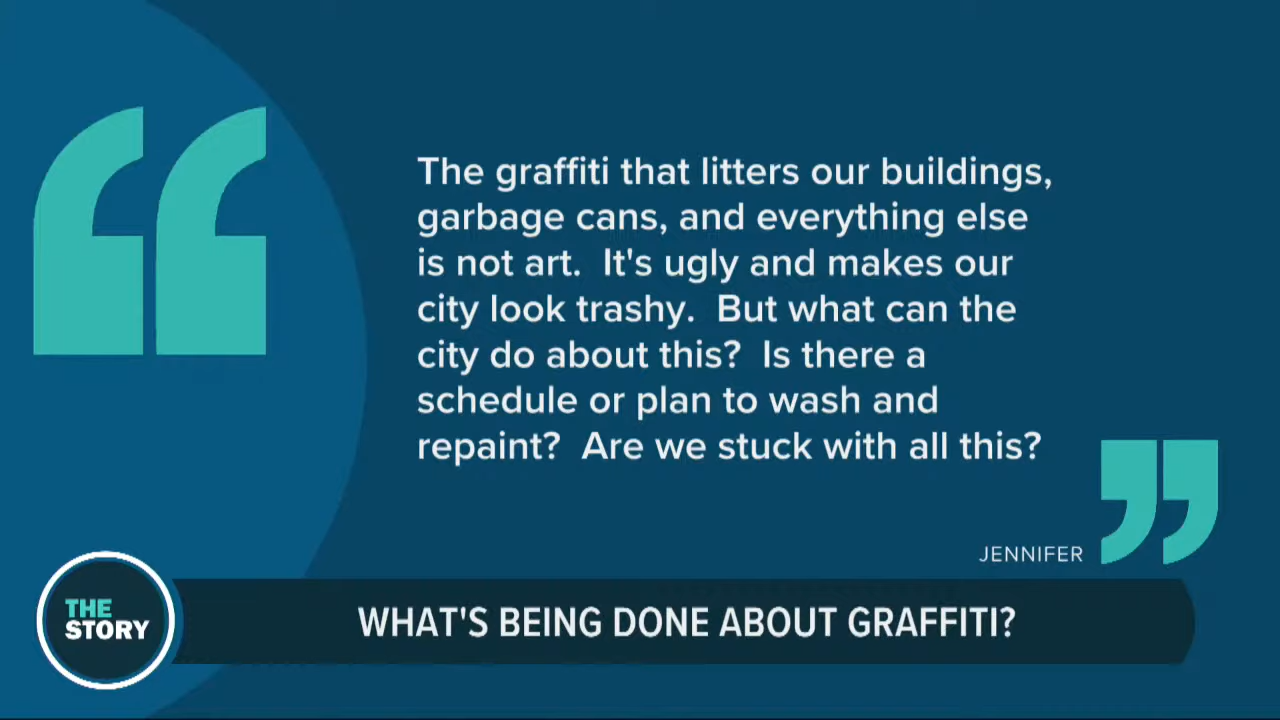 The graffiti that litters our buildings,
garbage cans, and everything else
is not art.  It's ugly and makes our
city look trashy.  But what can the
city do about this?  Is there a
schedule or plan to wash and
repaint?  Are we stuck with all this?
JENNIFER
THE
STORY
WHAT'S BEING DONE ABOUT GRAFFITI?